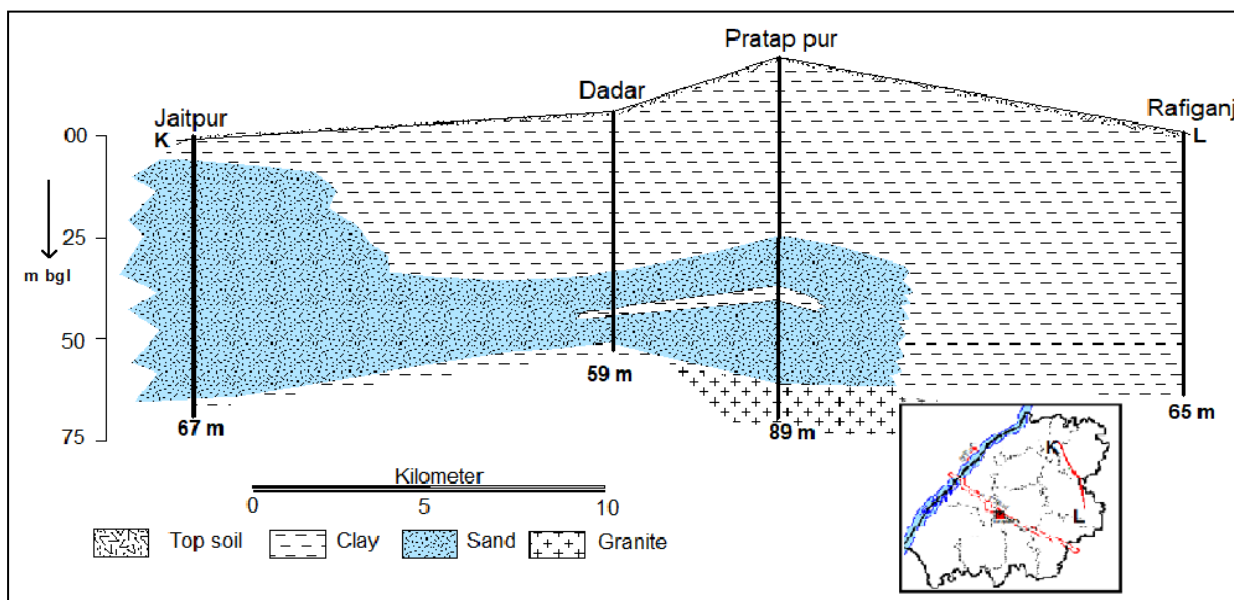 Pratap pur
Dadar
Jaitpur
Rafiganj
00
K
L
25
m bgl
50
59 m
65 m
67 m
89 m
75
Kilometer
0 5 10
Top soil Clay Sand Granite
K
L